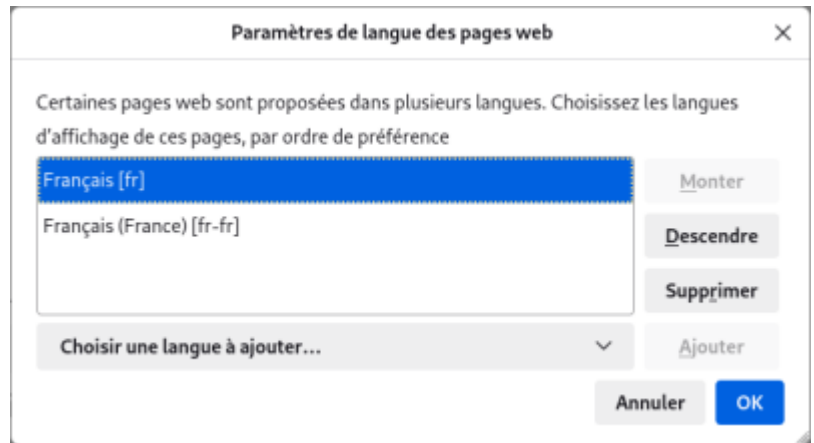 Paramètres de langue des pages web
Certaines pages web sont proposées dans plusieurs langues. Choisissez les langues
d'affichage de ces pages, par ordre de préférence
Français [fr]
Monter
Français (France) [fr-fr]
Descendre
Supprimer
Choisir une langue à ajouter...
Ajouter
Annuler
OK